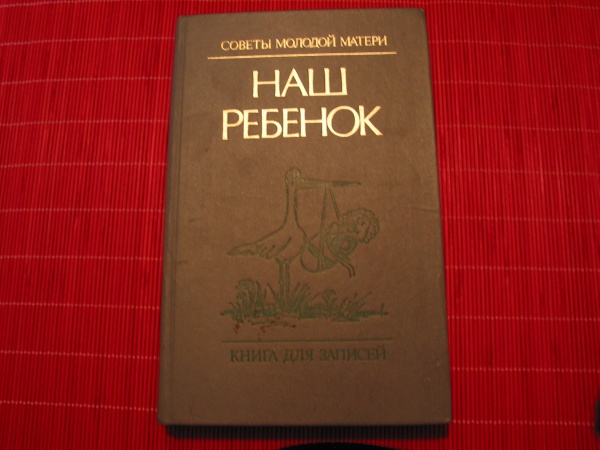 СОВЕТЫ МОЛОДОЙ МАТЕРИ
НАШ
РЕБЕНОК
КНИГА ДЛЯ ЗАПИСЕЙ